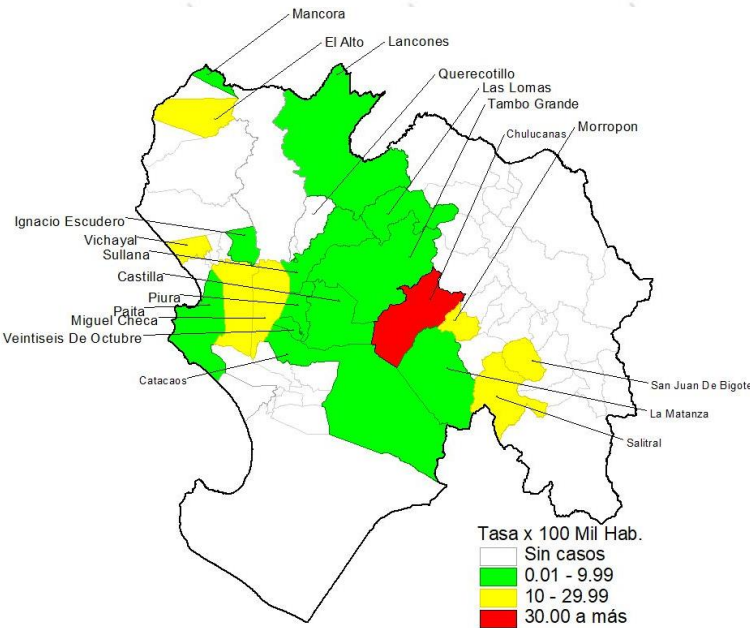 Mancora
El Alto
Lancones
Querecotillo
Las Lomas
Tambo Grande
Chulucanas
Morropon
Ignacio Escudero
Vichayal
Sullana
Castilla
Piura
Paita
Miguel Checa
Veintiseis De Octubre
Catacaos
San Juan De Bigote
La Matanza
Salitral
Tasa x 100 Mil Hab.
Sin casos
0.01 - 9.99
10 - 29.99
30.00 a más